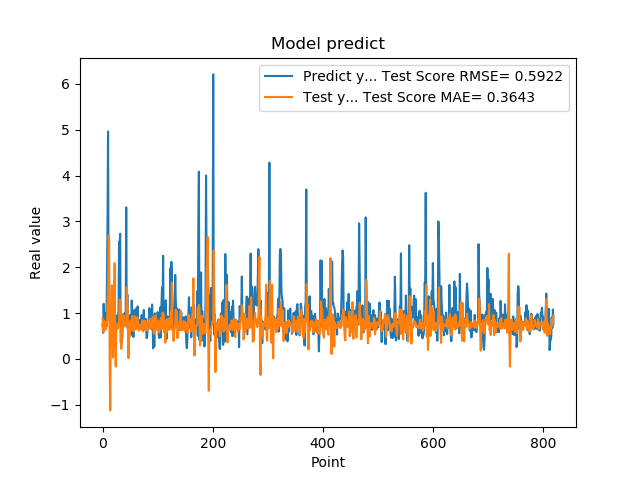 Model predict
Predict y... Test Score RMSE= 0.5922
Test y... Test Score MAE= 0.3643
Real value
6
5
4
3
2
1
0
−1
0 200 400 600 800
Point